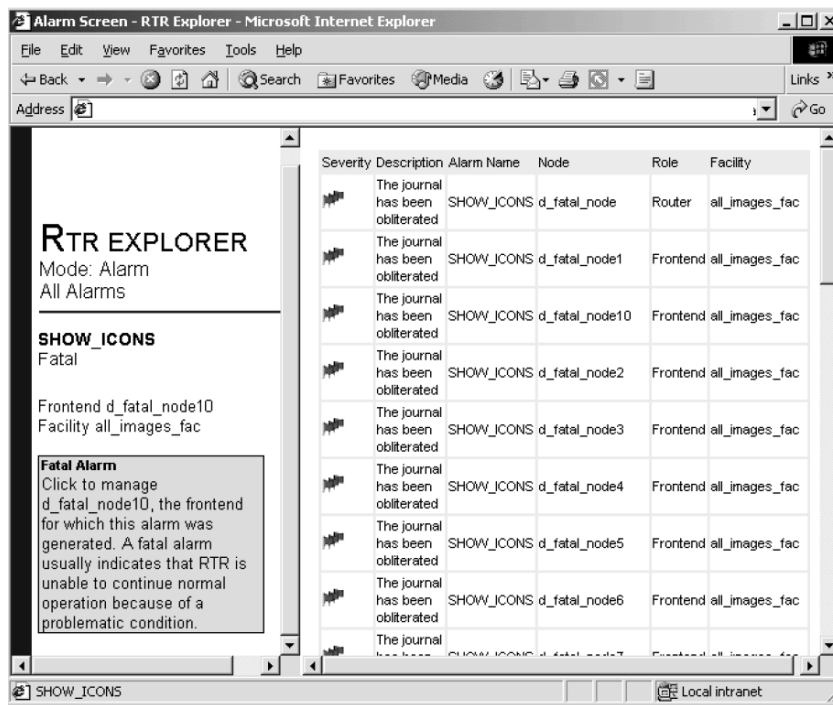 Alarm Screen - RTR Explorer - Microsoft Internet Explorer
File Edit View Favorites Tools Help
Back Search Favorites Media Links »
Address Go
RTR EXPLORER
Mode: Alarm
All Alarms
SHOW_ICONS
Fatal
Frontend d_fatal_node10
Facility all_images_fac
Fatal Alarm
Click to manage
d_fatal_node10, the frontend
for which this alarm was
generated. A fatal alarm
usually indicates that RTR is
unable to continue normal
operation because of a
problematic condition.
Severity Description Alarm Name Node Role Facility
The journal
has been SHOW_ICONS d_fatal_node Router all_images_fac
obliterated
The journal
has been SHOW_ICONS d_fatal_node1 Frontend all_images_fac
obliterated
The journal
has been SHOW_ICONS d_fatal_node10 Frontend all_images_fac
obliterated
The journal
has been SHOW_ICONS d_fatal_node2 Frontend all_images_fac
obliterated
The journal
has been SHOW_ICONS d_fatal_node3 Frontend all_images_fac
obliterated
The journal
has been SHOW_ICONS d_fatal_node4 Frontend all_images_fac
obliterated
The journal
has been SHOW_ICONS d_fatal_node5 Frontend all_images_fac
obliterated
The journal
has been SHOW_ICONS d_fatal_node6 Frontend all_images_fac
obliterated
The journal
SHOW_ICONS Local intranet